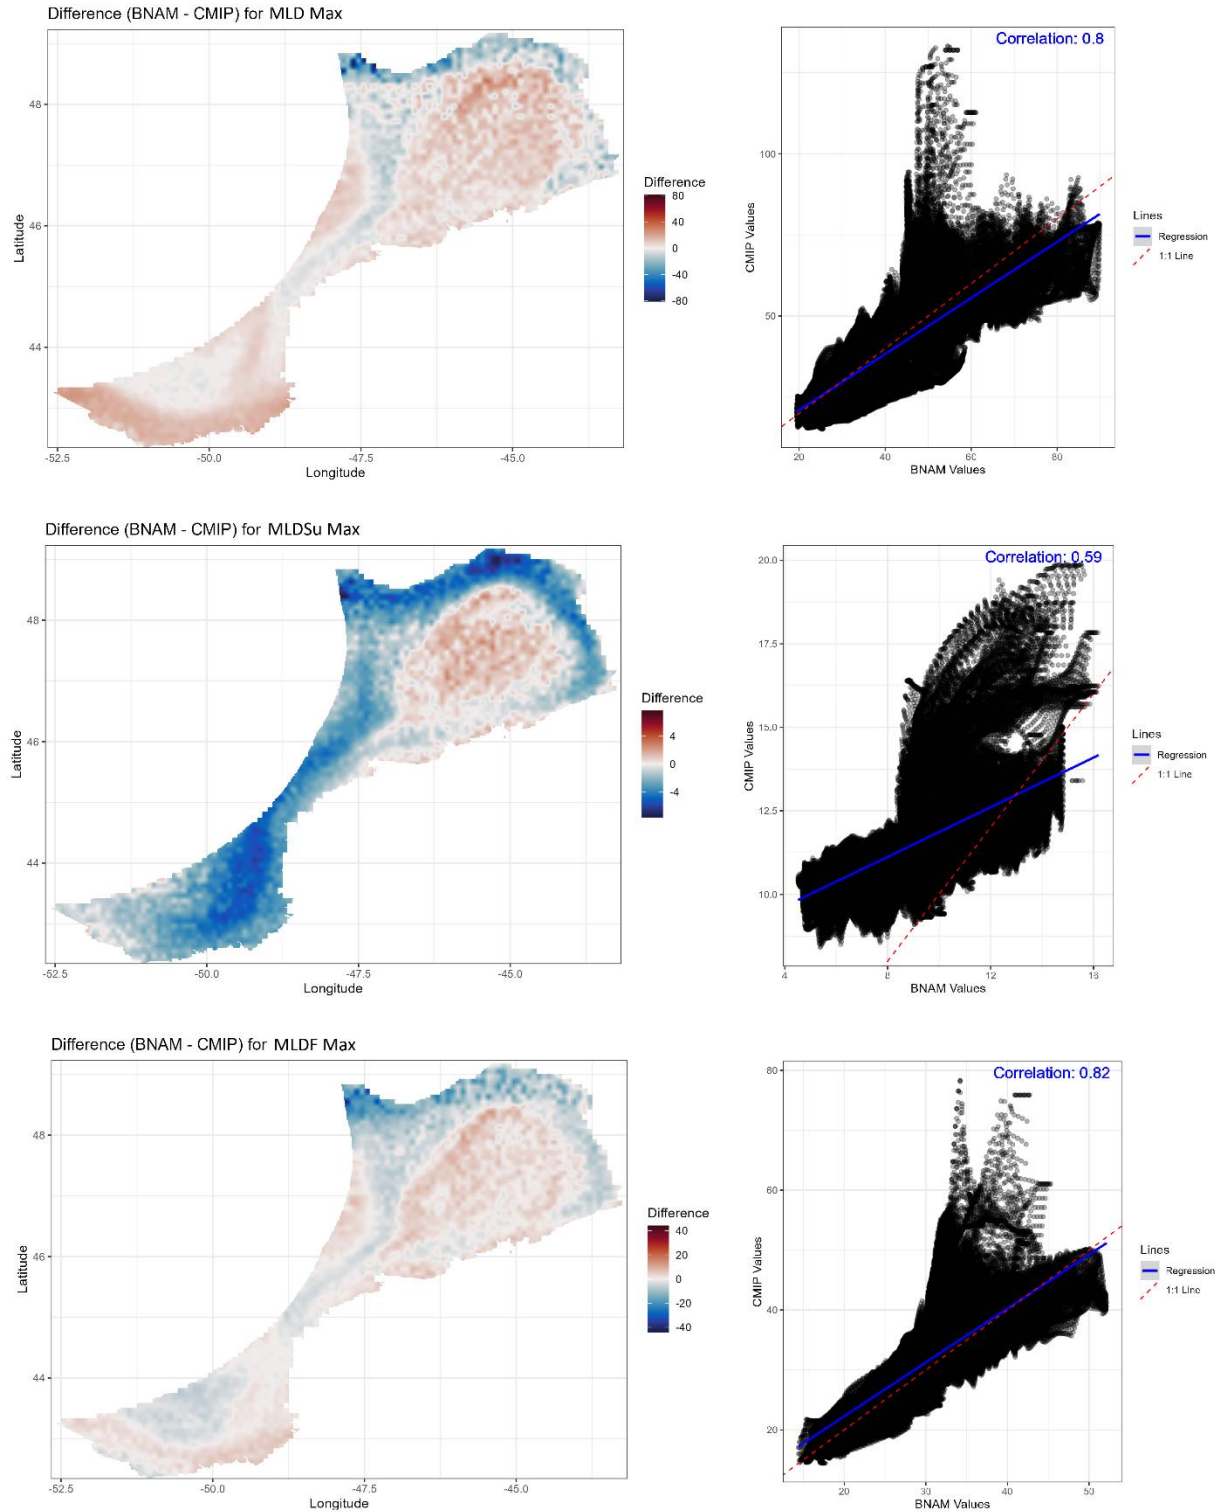 Difference (BNAM - CMIP) for MLD Max
48
46
44
Latitude
-52.5
-50.0
-47.5
-45.0
Longitude
Difference
80
40
0
-40
-80
Correlation: 0.8
100
50
CMIP Values
20
40
60
80
BNAM Values
Lines
Regression
1:1 Line
Difference (BNAM - CMIP) for MLDSu Max
48
46
44
Latitude
-52.5
-50.0
-47.5
-45.0
Longitude
Difference
4
0
-4
Correlation: 0.59
20.0
17.5
15.0
12.5
10.0
CMIP Values
4
8
12
16
BNAM Values
Lines
Regression
1:1 Line
Difference (BNAM - CMIP) for MLDF Max
48
46
44
Latitude
-52.5
-50.0
-47.5
-45.0
Longitude
Difference
40
20
0
-20
-40
Correlation: 0.82
80
60
40
20
CMIP Values
20
30
40
50
BNAM Values
Lines
Regression
1:1 Line